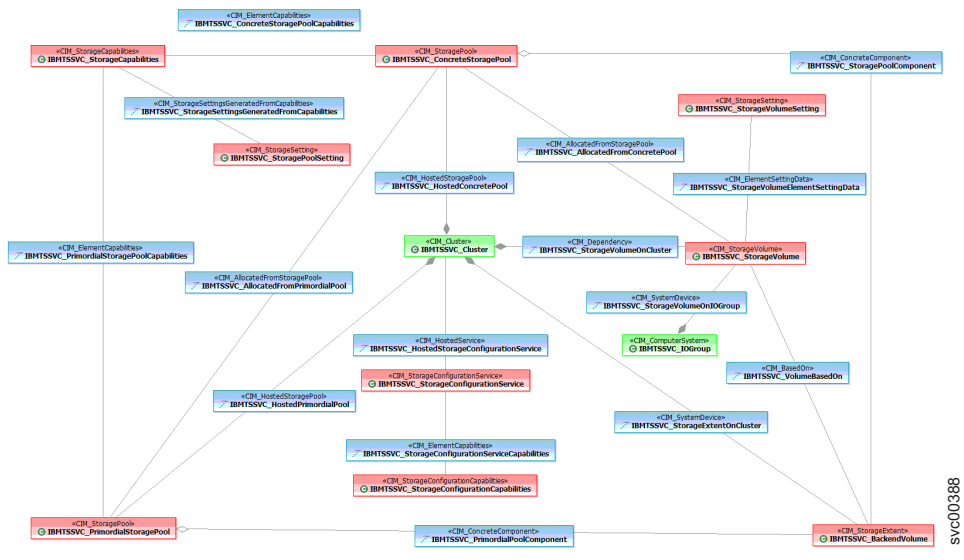 «CIM_ElementCapabilities»
IBMTSSVC_ConcreteStoragePoolCapabilities
«CIM_StorageCapabilities»
IBMTSSVC_StorageCapabilities
«CIM_StoragePool»
IBMTSSVC_ConcreteStoragePool
«CIM_ConcreteComponent»
IBMTSSVC_StoragePoolComponent
«CIM_StorageSettingsGeneratedFromCapabilities»
IBMTSSVC_StorageSettingsGeneratedFromCapabilities
«CIM_StorageSetting»
IBMTSSVC_StorageVolumeSetting
«CIM_StorageSetting»
IBMTSSVC_StoragePoolSetting
«CIM_AllocatedFromStoragePool»
IBMTSSVC_AllocatedFromConcretePool
«CIM_HostedStoragePool»
IBMTSSVC_HostedConcretePool
«CIM_ElementSettingData»
IBMTSSVC_StorageVolumeElementSettingData
«CIM_ElementCapabilities»
IBMTSSVC_PrimordialStoragePoolCapabilities
«CIM_Cluster»
IBMTSSVC_Cluster
«CIM_Dependency»
IBMTSSVC_StorageVolumeOnCluster
«CIM_StorageVolume»
IBMTSSVC_StorageVolume
«CIM_AllocatedFromStoragePool»
IBMTSSVC_AllocatedFromPrimordialPool
«CIM_SystemDevice»
IBMTSSVC_StorageVolumeOnIOGroup
«CIM_HostedService»
IBMTSSVC_HostedStorageConfigurationService
«CIM_ComputerSystem»
IBMTSSVC_IOGroup
«CIM_StorageConfigurationService»
IBMTSSVC_StorageConfigurationService
«CIM_BasedOn»
IBMTSSVC_VolumeBasedOn
«CIM_HostedStoragePool»
IBMTSSVC_HostedPrimordialPool
«CIM_SystemDevice»
IBMTSSVC_StorageExtentOnCluster
«CIM_ElementCapabilities»
IBMTSSVC_StorageConfigurationServiceCapabilities
«CIM_StorageConfigurationCapabilities»
IBMTSSVC_StorageConfigurationCapabilities
«CIM_StoragePool»
IBMTSSVC_PrimordialStoragePool
«CIM_ConcreteComponent»
IBMTSSVC_PrimordialPoolComponent
«CIM_StorageExtent»
IBMTSSVC_BackendVolume
svc00388